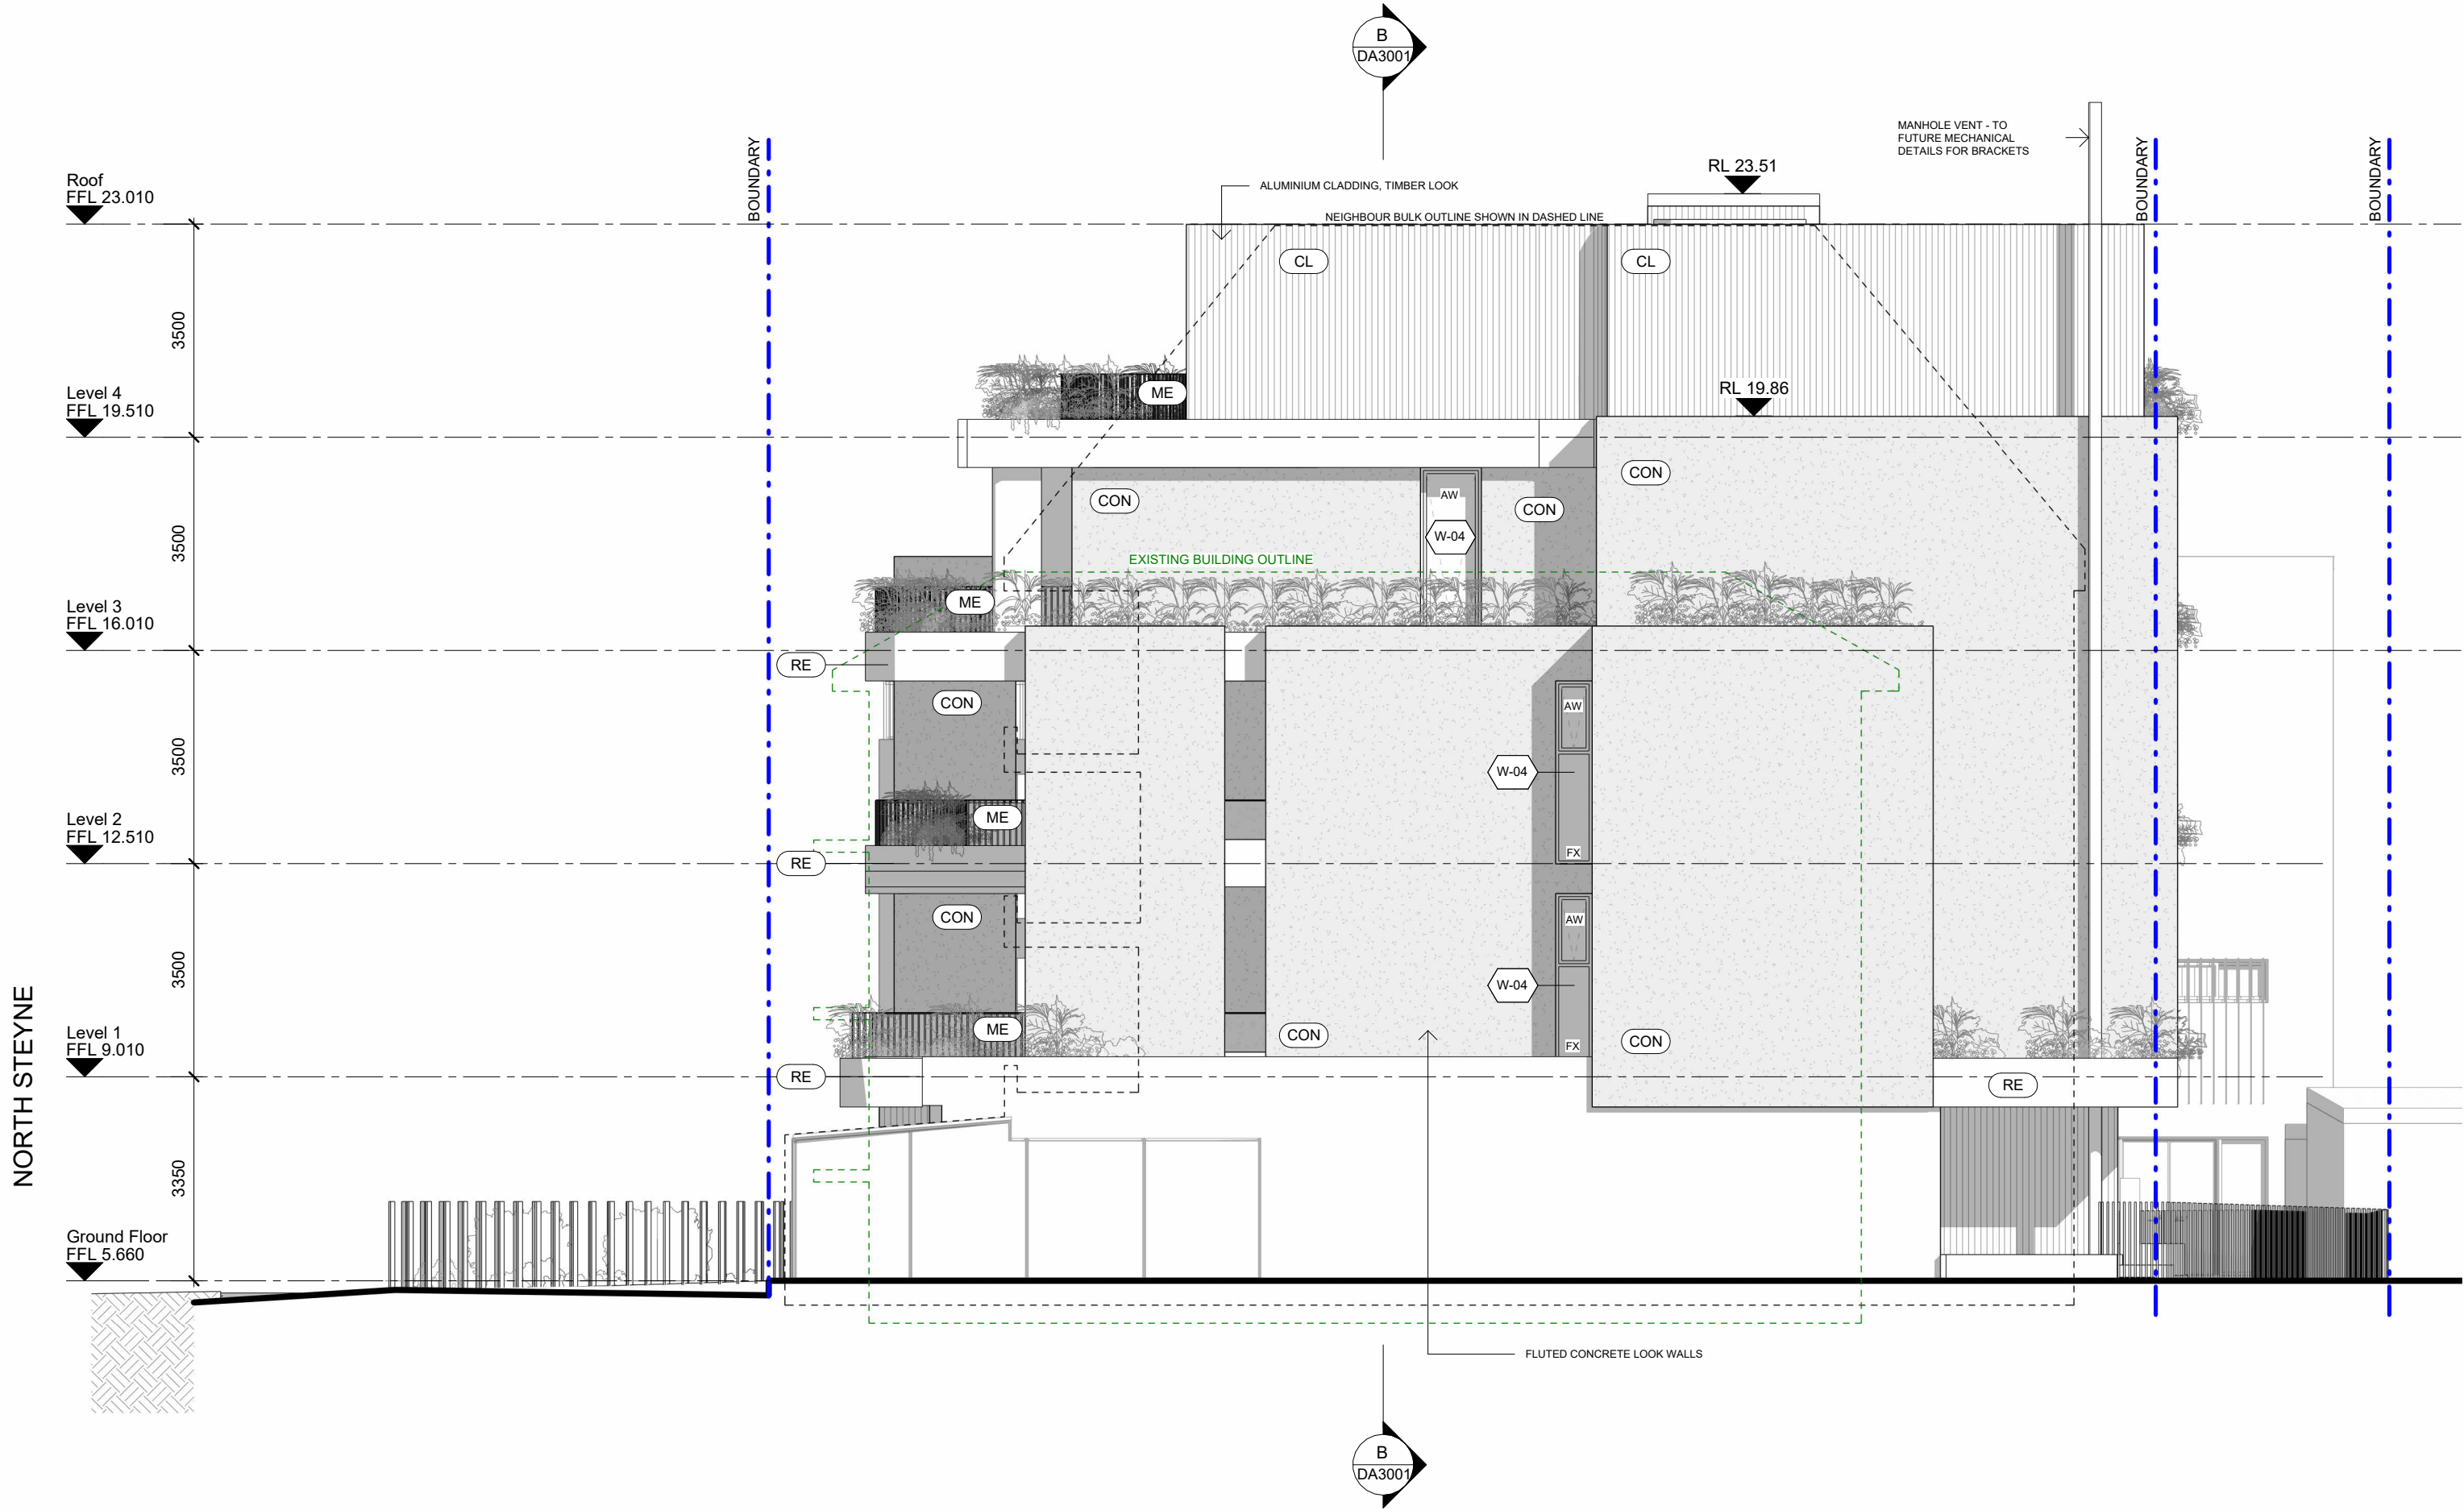 B
DA3001
MANHOLE VENT - TO
FUTURE MECHANICAL
DETAILS FOR BRACKETS
BOUNDARY
BOUNDARY
BOUNDARY
RL 23.51
Roof
FFL 23.010
ALUMINIUM CLADDING, TIMBER LOOK
NEIGHBOUR BULK OUTLINE SHOWN IN DASHED LINE
CL
CL
3500
Level 4
FFL 19.510
ME
RL 19.86
CON
CON
CON
AW
W-04
3500
EXISTING BUILDING OUTLINE
Level 3
FFL 16.010
ME
RE
CON
AW
3500
W-04
Level 2
FFL 12.510
ME
RE
FX
CON
AW
3500
W-04
NORTH STEYNE
Level 1
FFL 9.010
ME
CON
CON
FX
RE
RE
3350
Ground Floor
FFL 5.660
FLUTED CONCRETE LOOK WALLS
B
DA3001